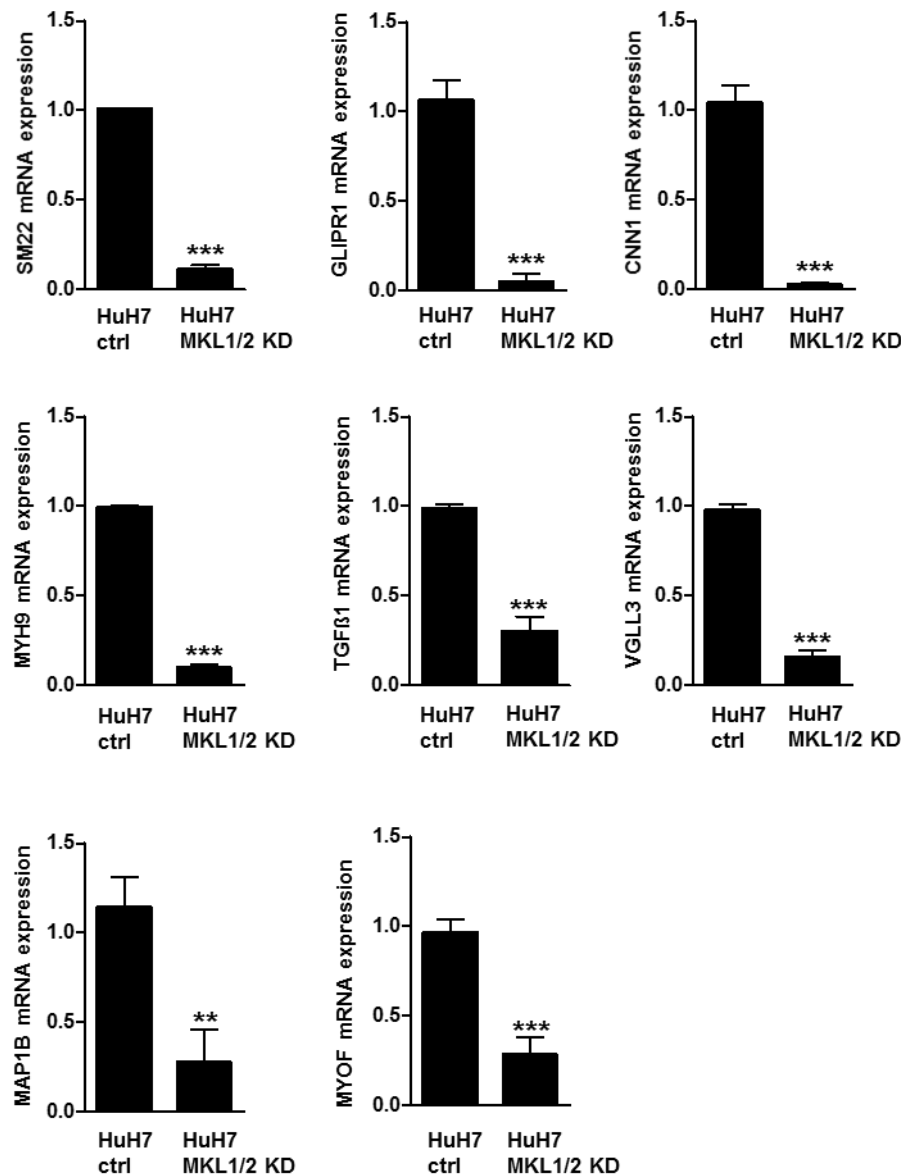 SM22 mRNA expression
1.5
1.0
0.5
0.0
***
HuH7 HuH7
ctrl MKL1/2 KD
GLIPR1 mRNA expression
1.5
1.0
0.5
0.0
***
HuH7 HuH7
ctrl MKL1/2 KD
CNN1 mRNA expression
1.5
1.0
0.5
0.0
***
HuH7 HuH7
ctrl MKL1/2 KD
MYH9 mRNA expression
1.5
1.0
0.5
0.0
***
HuH7 HuH7
ctrl MKL1/2 KD
TGFß1 mRNA expression
1.5
1.0
0.5
0.0
***
HuH7 HuH7
ctrl MKL1/2 KD
VGLL3 mRNA expression
1.5
1.0
0.5
0.0
***
HuH7 HuH7
ctrl MKL1/2 KD
MAP1B mRNA expression
1.5
1.0
0.5
0.0
**
HuH7 HuH7
ctrl MKL1/2 KD
MYOF mRNA expression
1.5
1.0
0.5
0.0
***
HuH7 HuH7
ctrl MKL1/2 KD